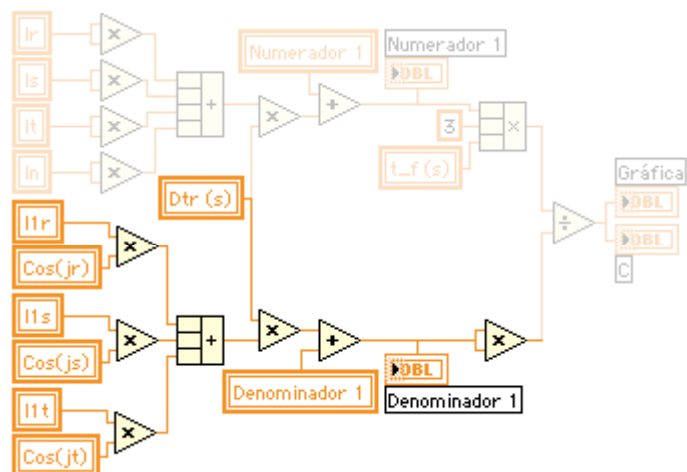 Ir
Is
It
In
Numerador 1
Numerador 1
DBL
3
t_f(s)
Dtr (s)
Gráfica
DBL
DBL
C
I1r
Cos(jr)
I1s
Cos(js)
I1t
Cos(jt)
Denominador 1
DBL
Denominador 1